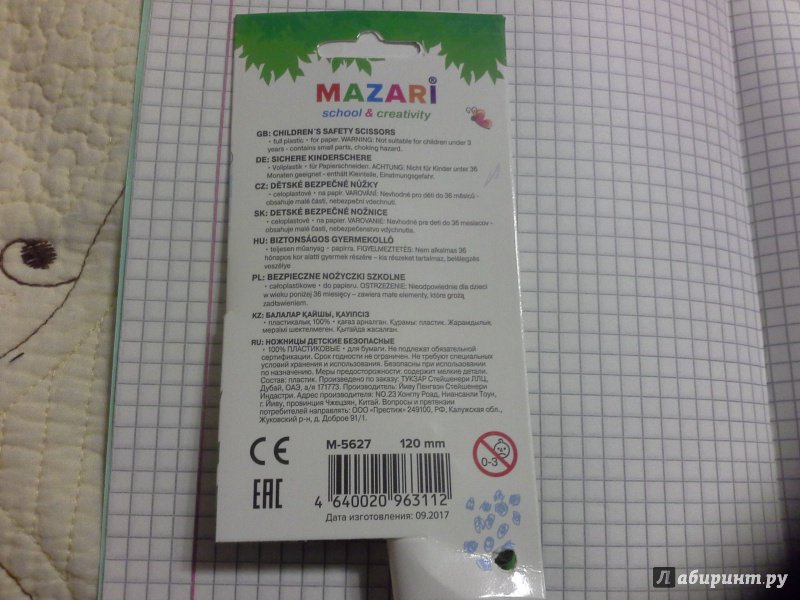 MAZARi®
school & creativity
GB: CHILDREN`S SAFETY SCISSORS
• full plastic • for paper. WARNING: Not suitable for children under 3
years - contains small parts, choking hazard.
DE: SICHERE KINDERSCHERE
• Vollplastik • für Papierschneiden. ACHTUNG: Nicht für Kinder unter 36
Monaten geeignet - enthält Kleinteile, Einatmungsgefahr.
CZ: DĚTSKÉ BEZPEČNÉ NŮŽKY
• celoplastové • na papír. VAROVÁNÍ: Nevhodné pro děti do 36 měsíců -
obsahuje malé části, nebezpečné vdechnutí.
SK: DETSKÉ BEZPEČNÉ NOŽNICE
• celoplastové • na papír. VAROVANIE: Nevhodné pre deti do 36 mesiacov -
obsahuje malé časti, nebezpečenstvo vdýchnutia.
HU: BIZTONSÁGOS GYERMEKOLLÓ
• teljesen műanyag • papírra. FIGYELMEZTETÉS: Nem alkalmas 36
hónapos kor alatti gyermek részére – kis részeket tartalmaz, belélegzés
veszélye
PL: BEZPIECZNE NOŻYCZKI SZKOLNE
• całoplastikowe • do papieru. OSTRZEŻENIE: Nieodpowiednie dla dzieci
w wieku poniżej 36 miesięcy – zawiera małe elementy, które grożą
zadławieniem.
KZ: БАЛАЛАР ҚАЙШЫ, ҚАУІПСІЗ
• пластикалық 100% • қағаз арналған. Құрамы: пластик. Жарамдылық
мерзімі шектелмеген. Қытайда жасалған.
RU: НОЖНИЦЫ ДЕТСКИЕ БЕЗОПАСНЫЕ
• 100% ПЛАСТИКОВЫЕ • для бумаги. Не подлежат обязательной
сертификации. Срок годности не ограничен. Не требуют специальных
условий хранения и использования. Безопасны при использовании
по назначению. Меры предосторожности: содержит мелкие детали.
Состав: пластик. Произведено по заказу: ТУКЗАР Стейшенери ЛЛЦ,
Дубай, ОАЭ, а/я 171773. Производитель: Йиву Пенгвэн Стейшенери
Индастри. Адрес производителя: NO.23 Хонглу Роад, Ниансанли Тоун,
г. Йиву, провинция Чжецзян, Китай. Вопросы и претензии
потребителей направлять: ООО «Престиж» 249100, РФ, Калужская обл.,
Жуковский р-н, д. Доброе 91/1.
CE M-5627 120 mm 0-3
EAC 4 640020 963112
Дата изготовления: 09.2017
Л абиринт.ру